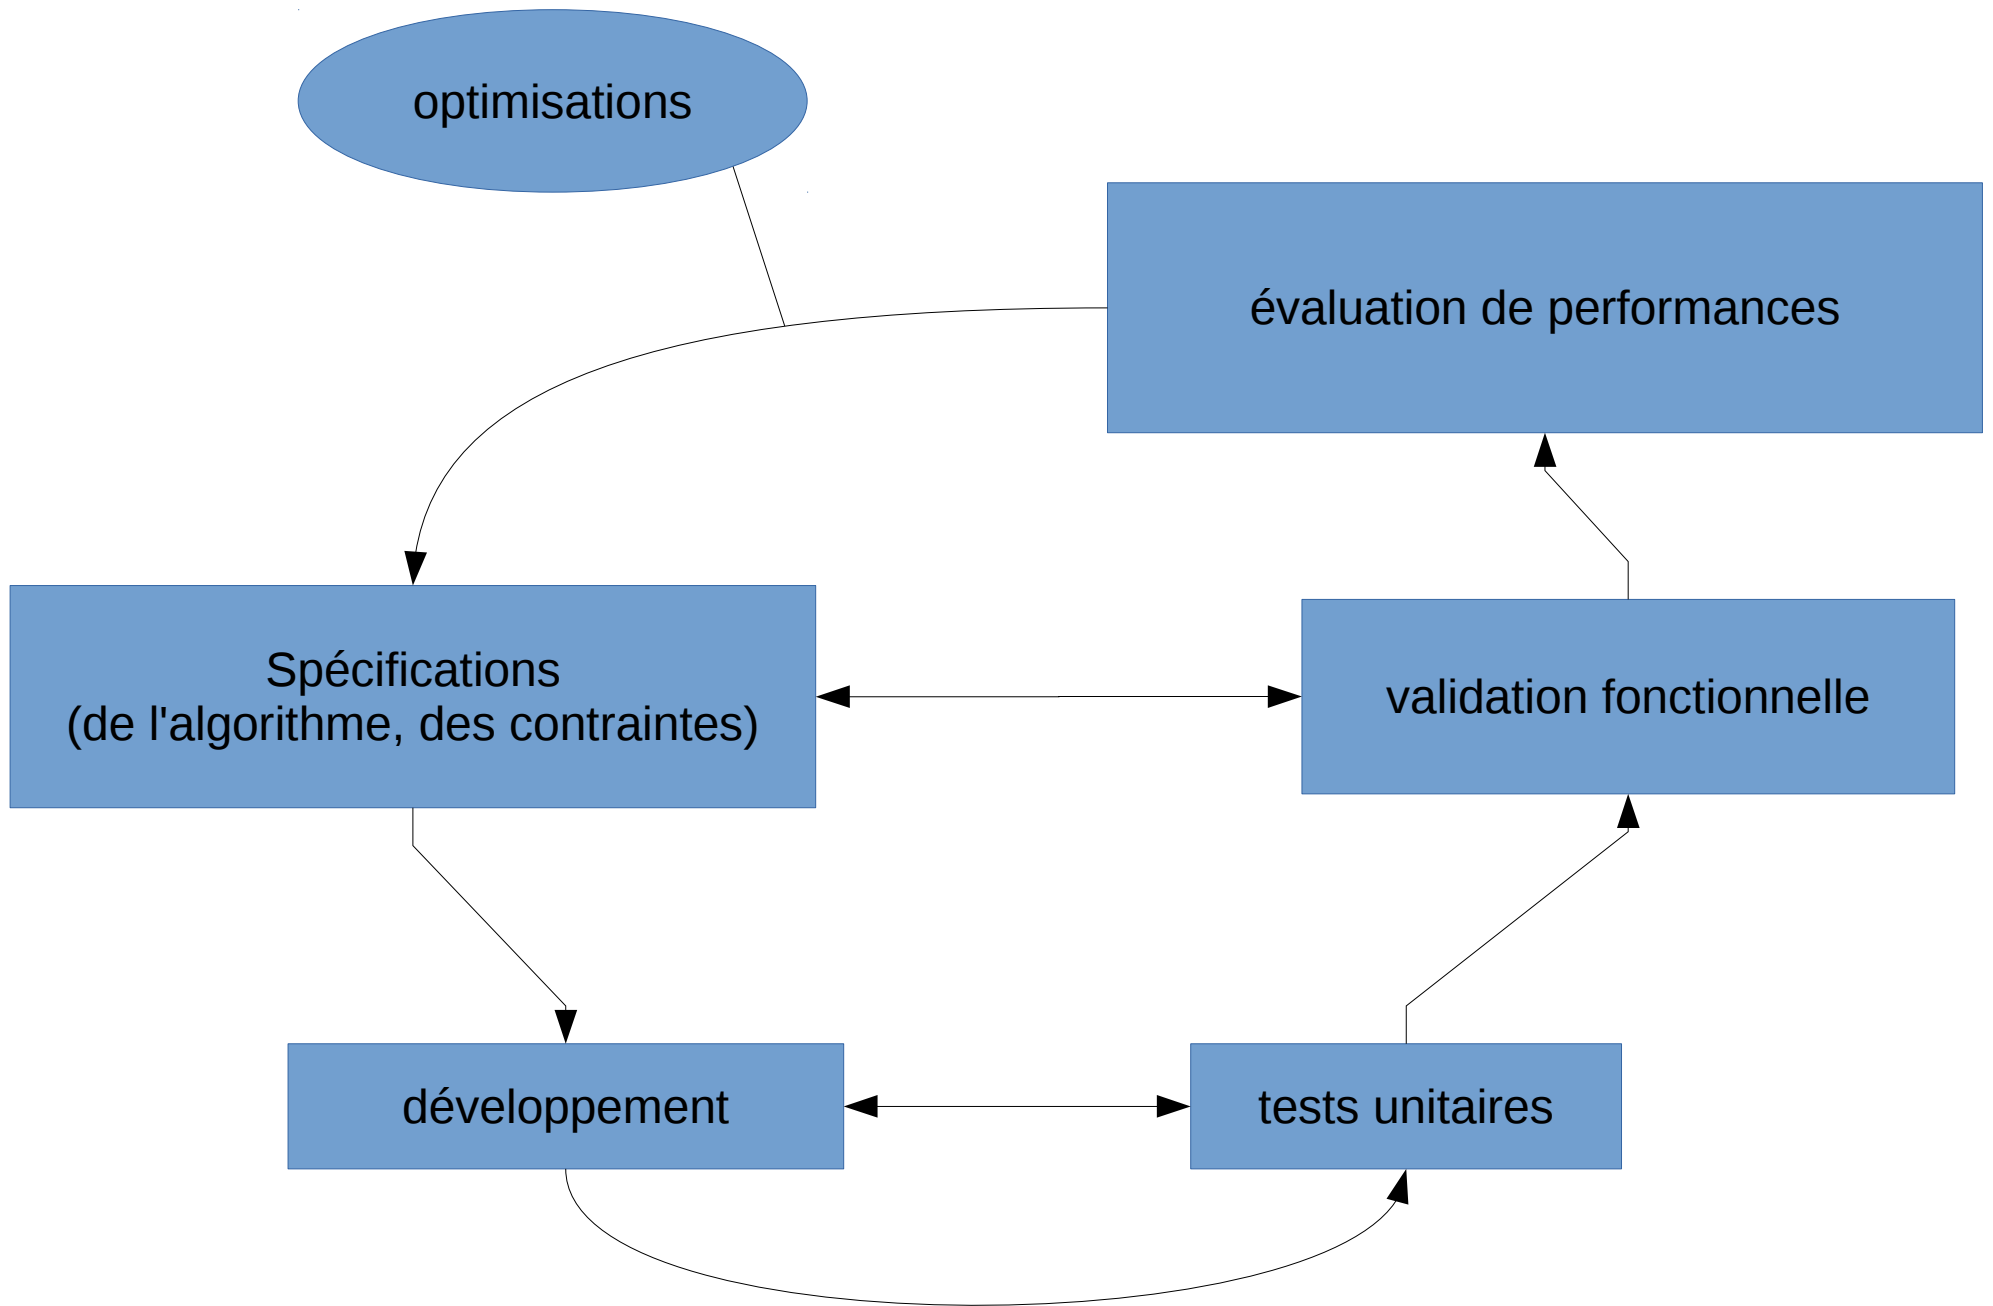 optimisations
évaluation de performances
Spécifications
(de l'algorithme, des contraintes)
validation fonctionnelle
développement
tests unitaires